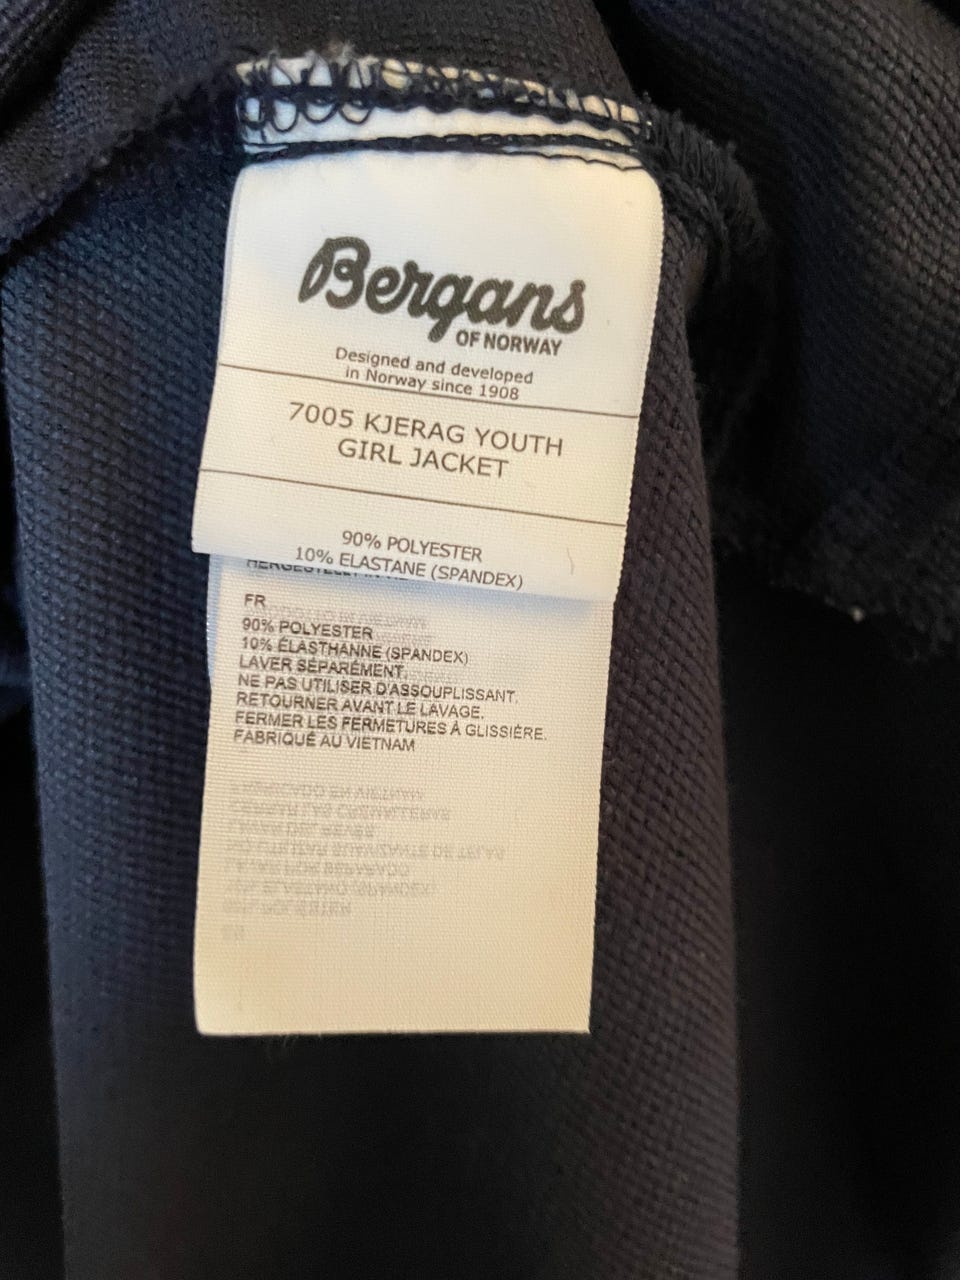 Bergans
OF NORWAY
Designed and developed
in Norway since 1908
7005 KJERAG YOUTH
GIRL JACKET
90% POLYESTER
10% ELASTANE (SPANDEX)
FR
90% POLYESTER
10% ÉLASTHANNE (SPANDEX)
LAVER SÉPARÉMENT.
NE PAS UTILISER D'ASSOUPLISSANT.
RETOURNER AVANT LE LAVAGE.
FERMER LES FERMETURES À GLISSIÈRE.
FABRIQUÉ AU VIETNAM